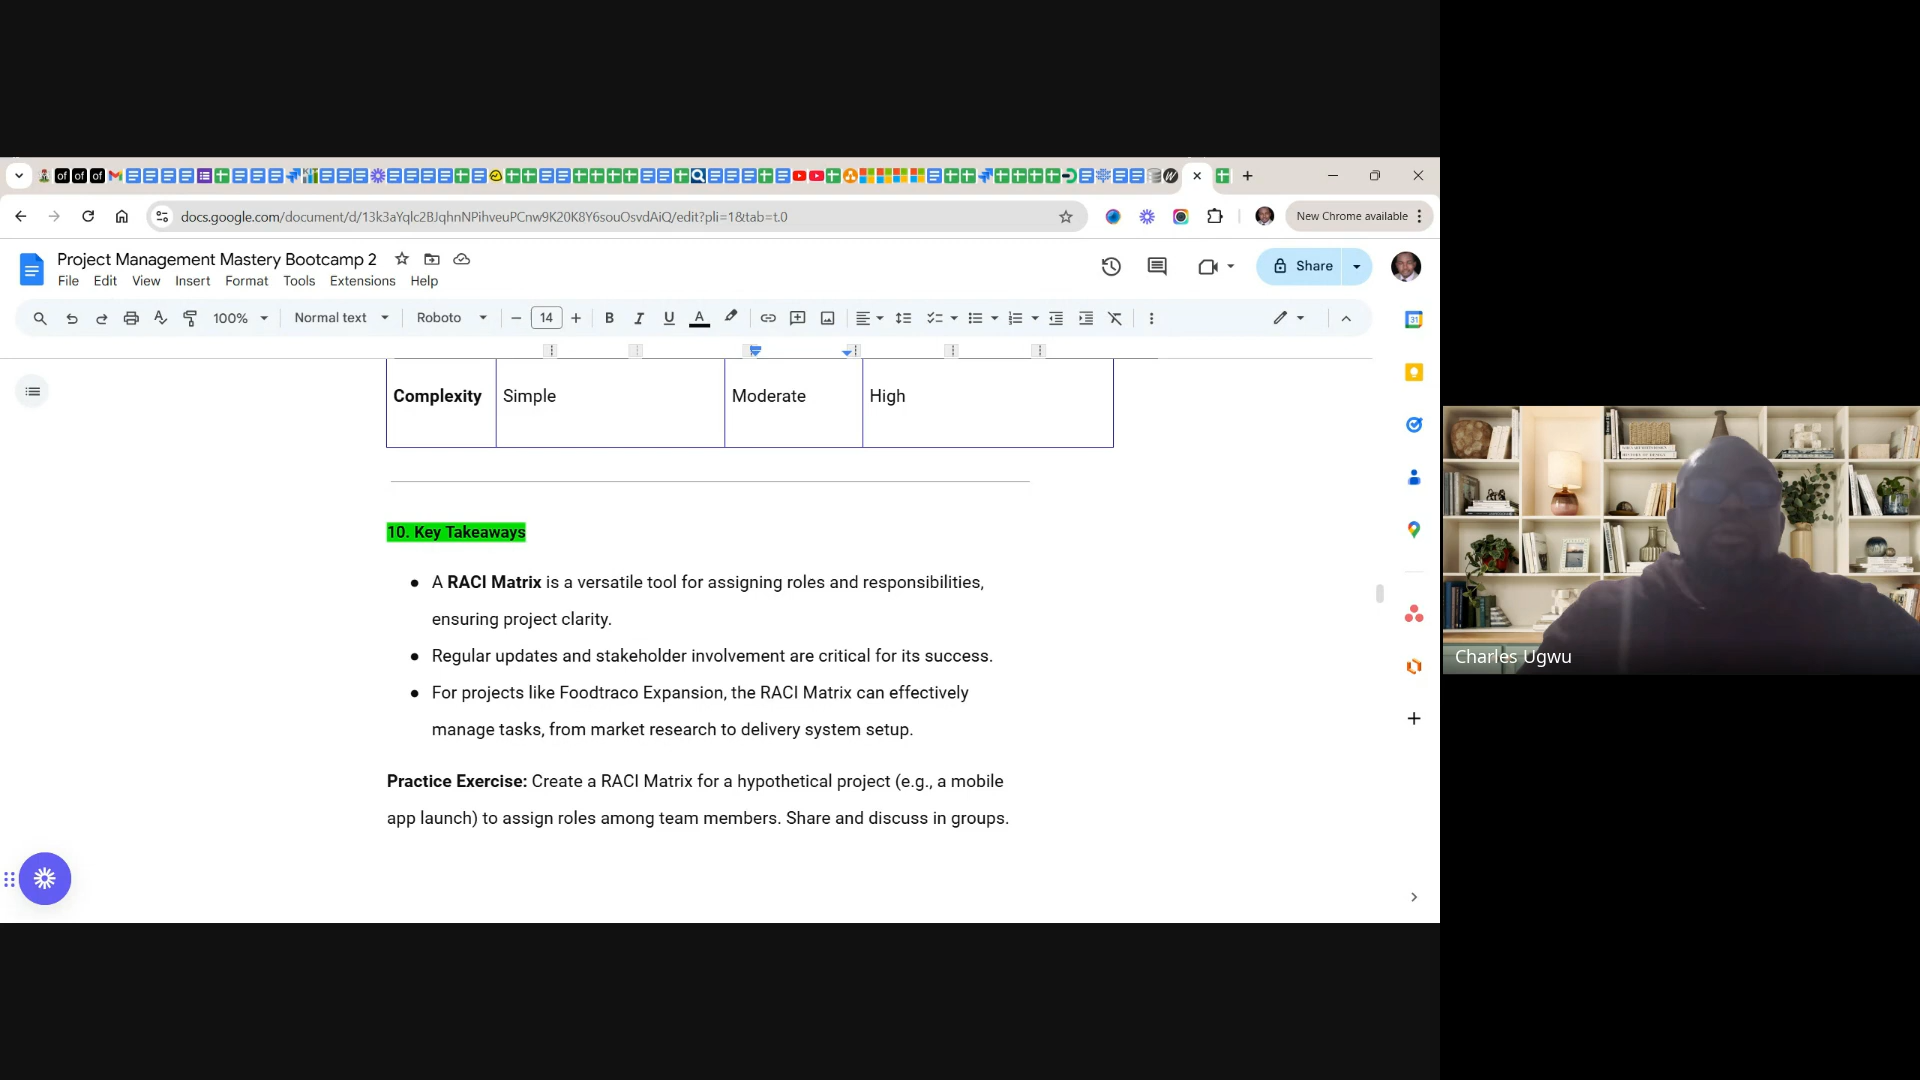 docs.google.com/document/d/13k3aYqlc2BJqhnNPihveuPCnw9K20K8Y6souOsvdAiQ/edit?pli=1&tab=t.0
New Chrome available
Project Management Mastery Bootcamp 2
File Edit View Insert Format Tools Extensions Help
Share
100% Normal text Roboto 14
Complexity Simple Moderate High
10. Key Takeaways
● A RACI Matrix is a versatile tool for assigning roles and responsibilities,
ensuring project clarity.
● Regular updates and stakeholder involvement are critical for its success.
● For projects like Foodtraco Expansion, the RACI Matrix can effectively
manage tasks, from market research to delivery system setup.
Practice Exercise: Create a RACI Matrix for a hypothetical project (e.g., a mobile
app launch) to assign roles among team members. Share and discuss in groups.
Charles Ugwu